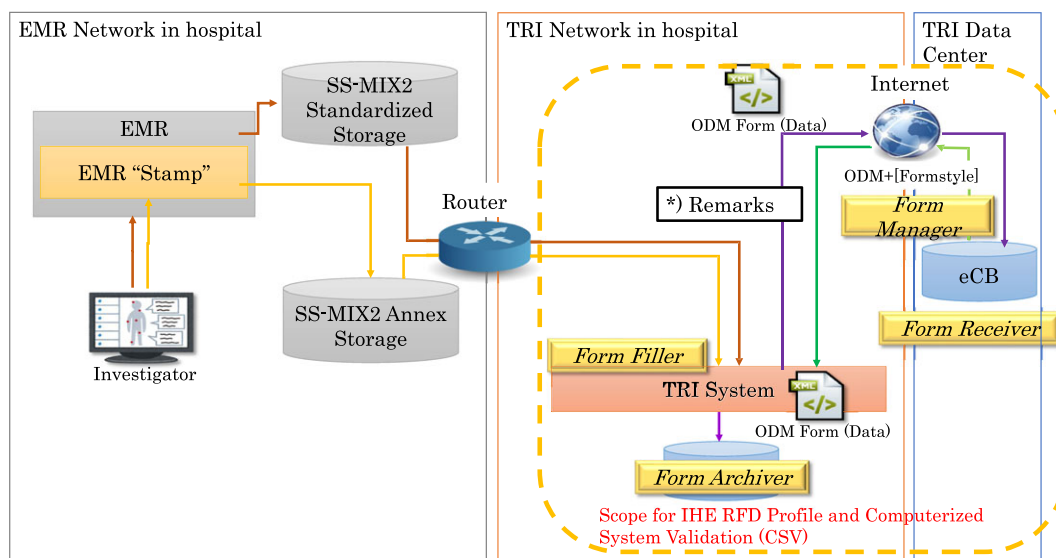 EMR Network in hospital
TRI Network in hospital
TRI Data
Center
SS-MIX2
Standardized
Storage
EMR
EMR “Stamp”
Router
SS-MIX2 Annex
Storage
Investigator
XML
</>
ODM Form (Data)
Internet
ODM+[Formstyle]
*) Remarks
Form
Manager
eCB
Form Receiver
Form Filler
TRI System
XML
</>
ODM Form (Data)
Form Archiver
Scope for IHE RFD Profile and Computerized
System Validation (CSV)